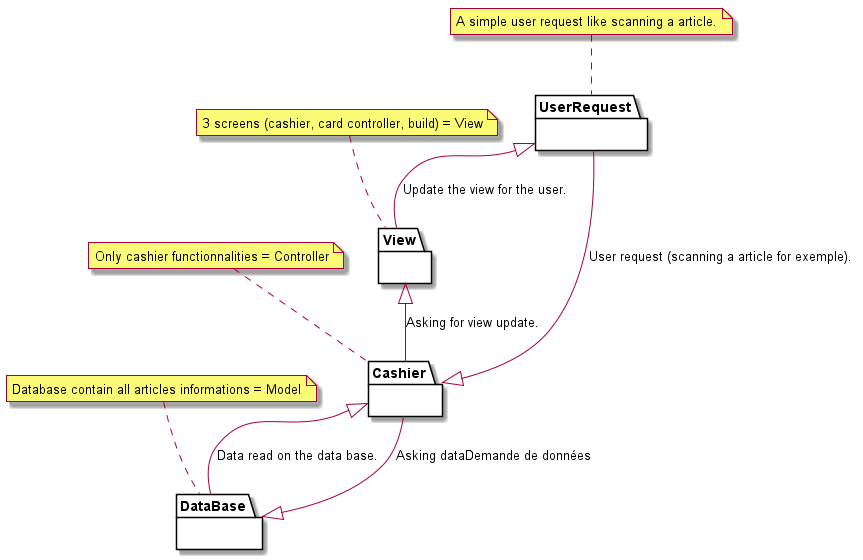 A simple user request like scanning a article.
UserRequest
3 screens (cashier, card controller, build) = View
Update the view for the user.
View
Only cashier functionnalities = Controller
User request (scanning a article for exemple).
Asking for view update.
Cashier
Database contain all articles informations = Model
Data read on the data base.
Asking dataDemande de données
DataBase